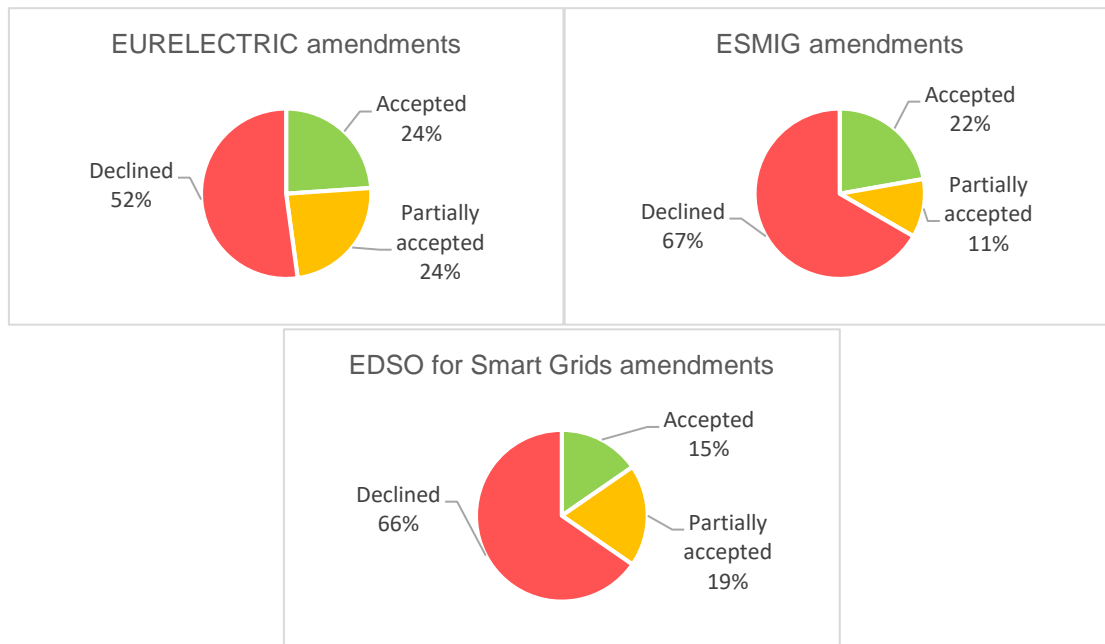 EURELECTRIC amendments
Accepted
24%
Declined
52%
Partially
accepted
24%
ESMIG amendments
Accepted
22%
Partially
accepted
11%
Declined
67%
EDSO for Smart Grids amendments
Accepted
15%
Declined
66%
Partially
accepted
19%